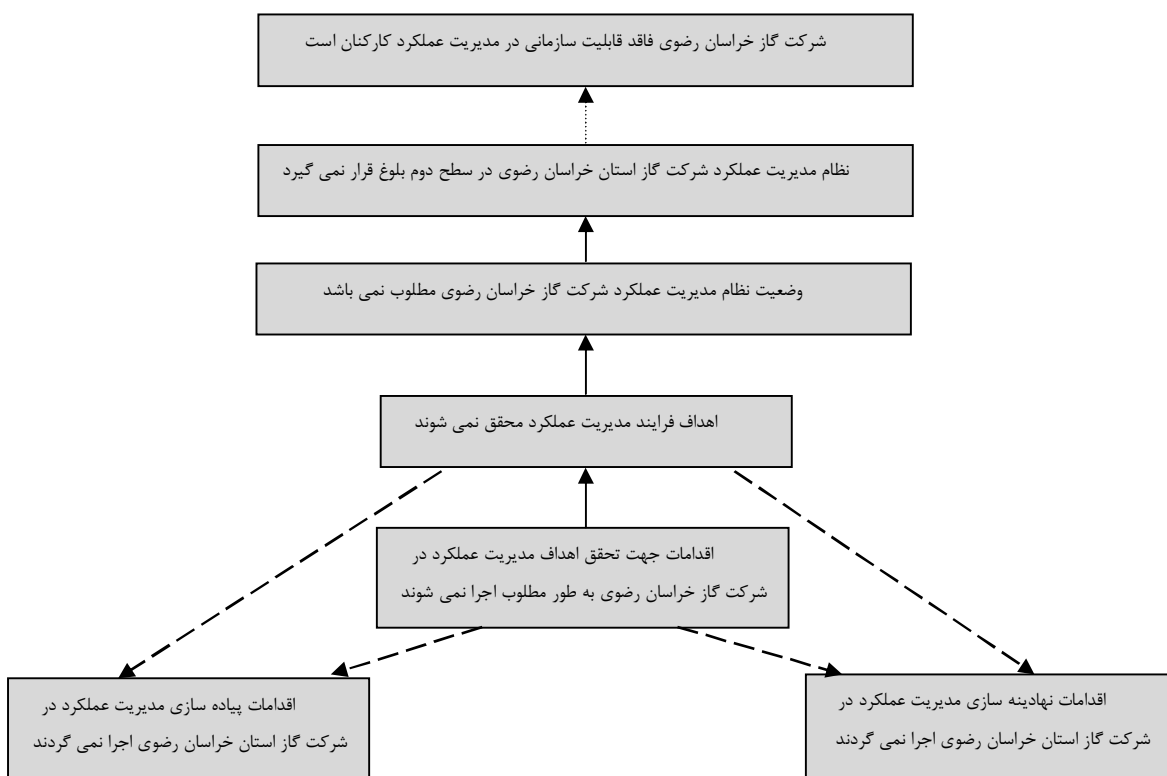 شرکت گاز خراسان رضوی فاقد قابلیت سازمانی در مدیریت عملکرد کارکنان است
نظام مدیریت عملکرد شرکت گاز استان خراسان رضوی در سطح دوم بلوغ قرار نمی گیرد
وضعیت نظام مدیریت عملکرد شرکت گاز خراسان رضوی مطلوب نمی باشد
اهداف فرایند مدیریت عملکرد محقق نمی شوند
اقدامات جهت تحقق اهداف مدیریت عملکرد در
شرکت گاز خراسان رضوی به طور مطلوب اجرا نمی شوند
اقدامات نهادینه سازی مدیریت عملکرد در
شرکت گاز استان خراسان رضوی اجرا نمی گردند
اقدامات پیاده سازی مدیریت عملکرد در
شرکت گاز استان خراسان رضوی اجرا نمی گردند